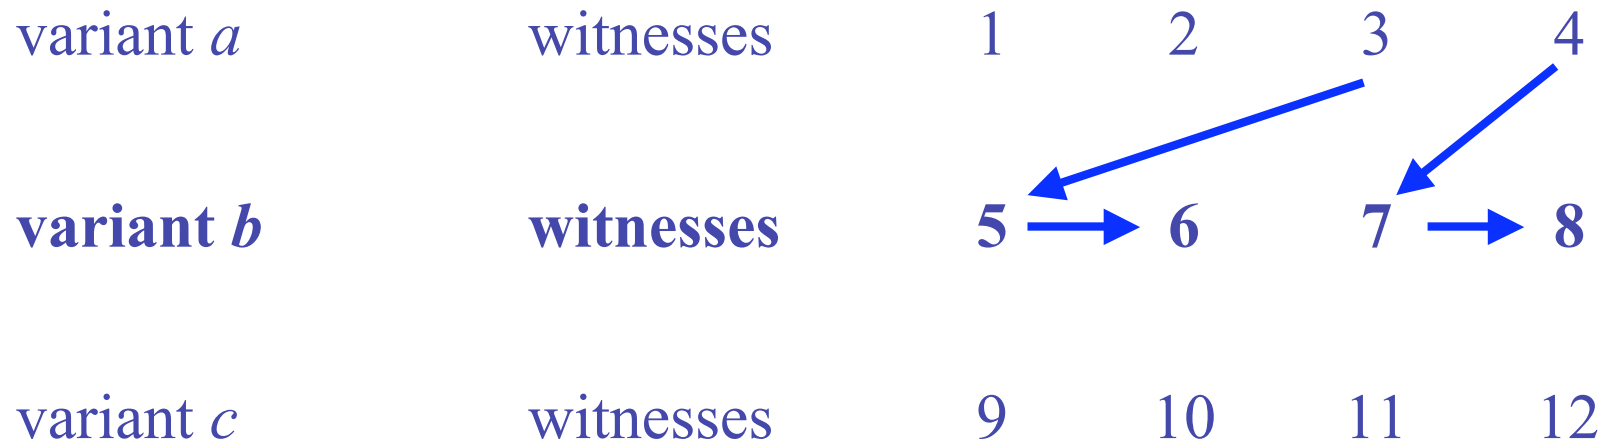 variant a witnesses 1 2 3 4
variant b witnesses 5 6 7 8
variant c witnesses 9 10 11 12